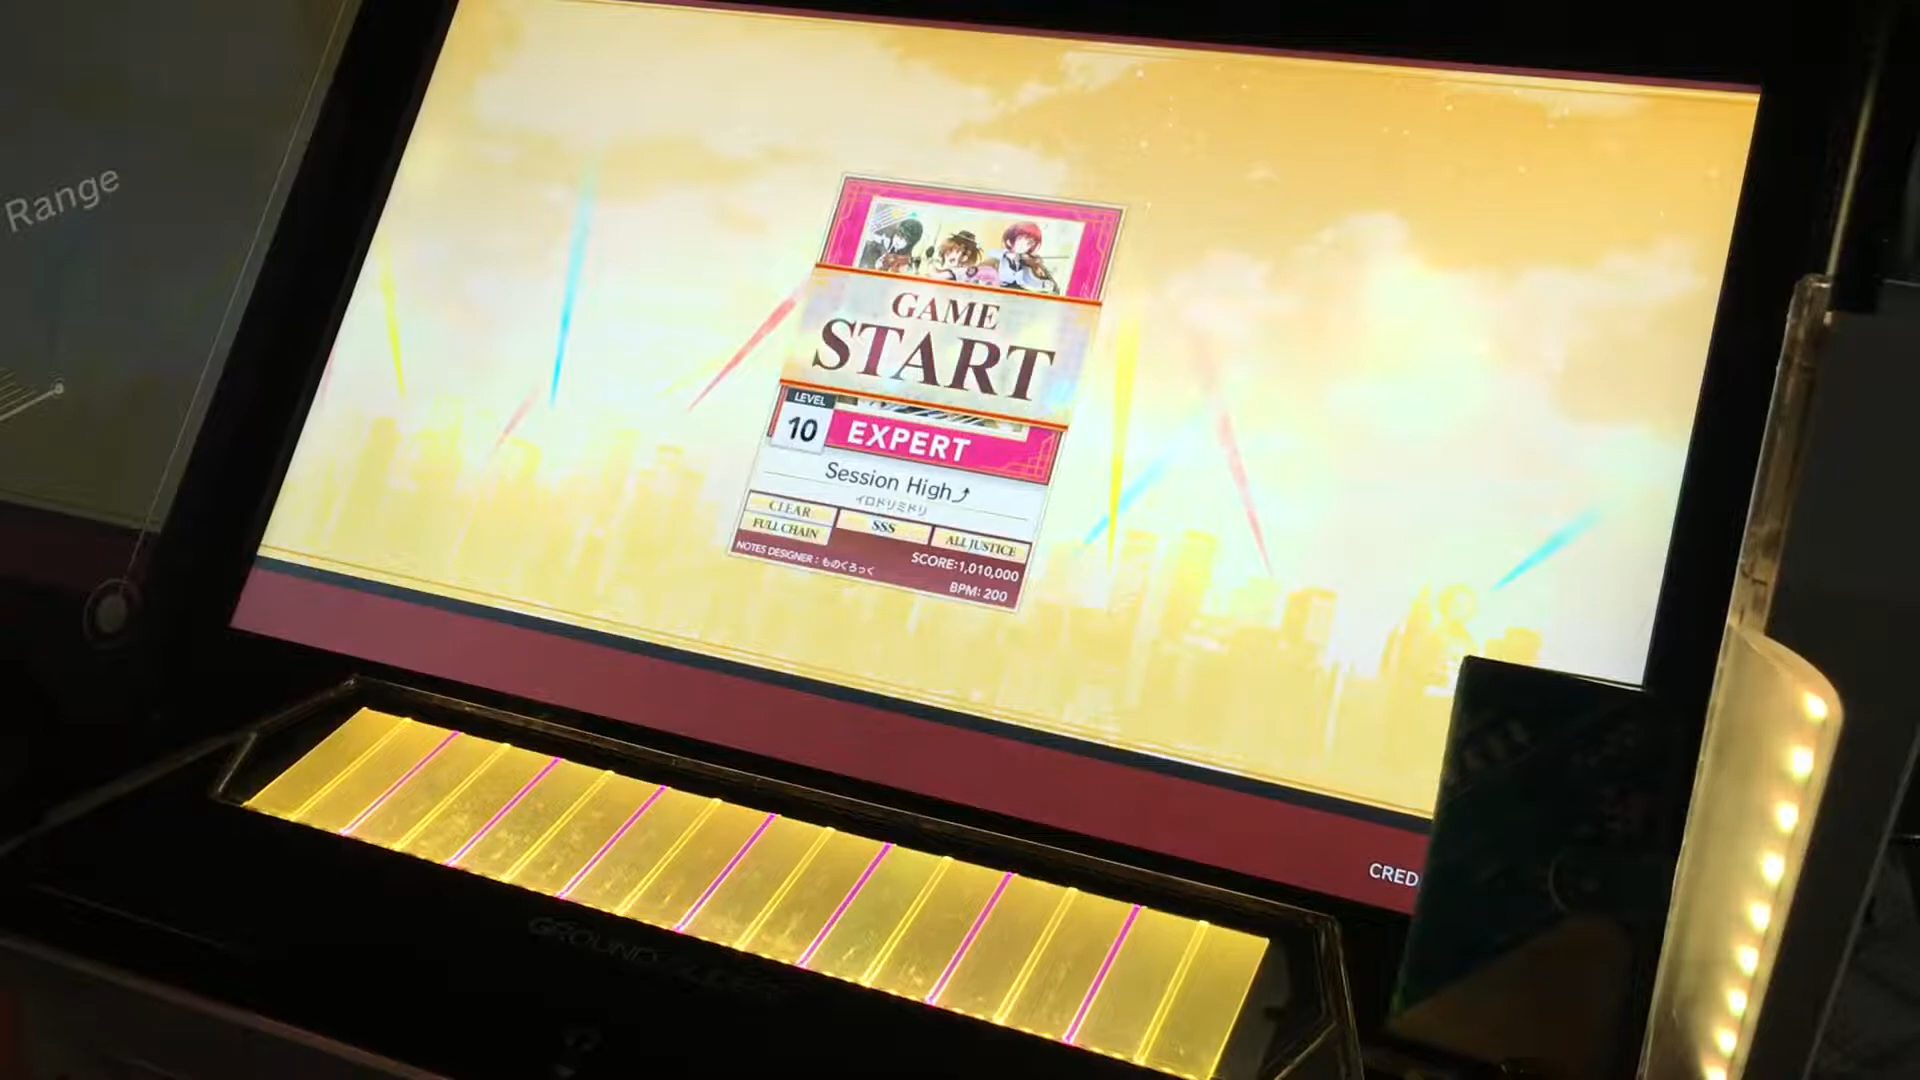 Range
GAME
START
LEVEL
10
EXPERT
Session High⤴
イロドリミドリ
CLEAR
SSS
FULL CHAIN
ALL JUSTICE
NOTES DESIGNER : ものくろっく
SCORE:1,010,000
BPM: 200
CRED
GROUND